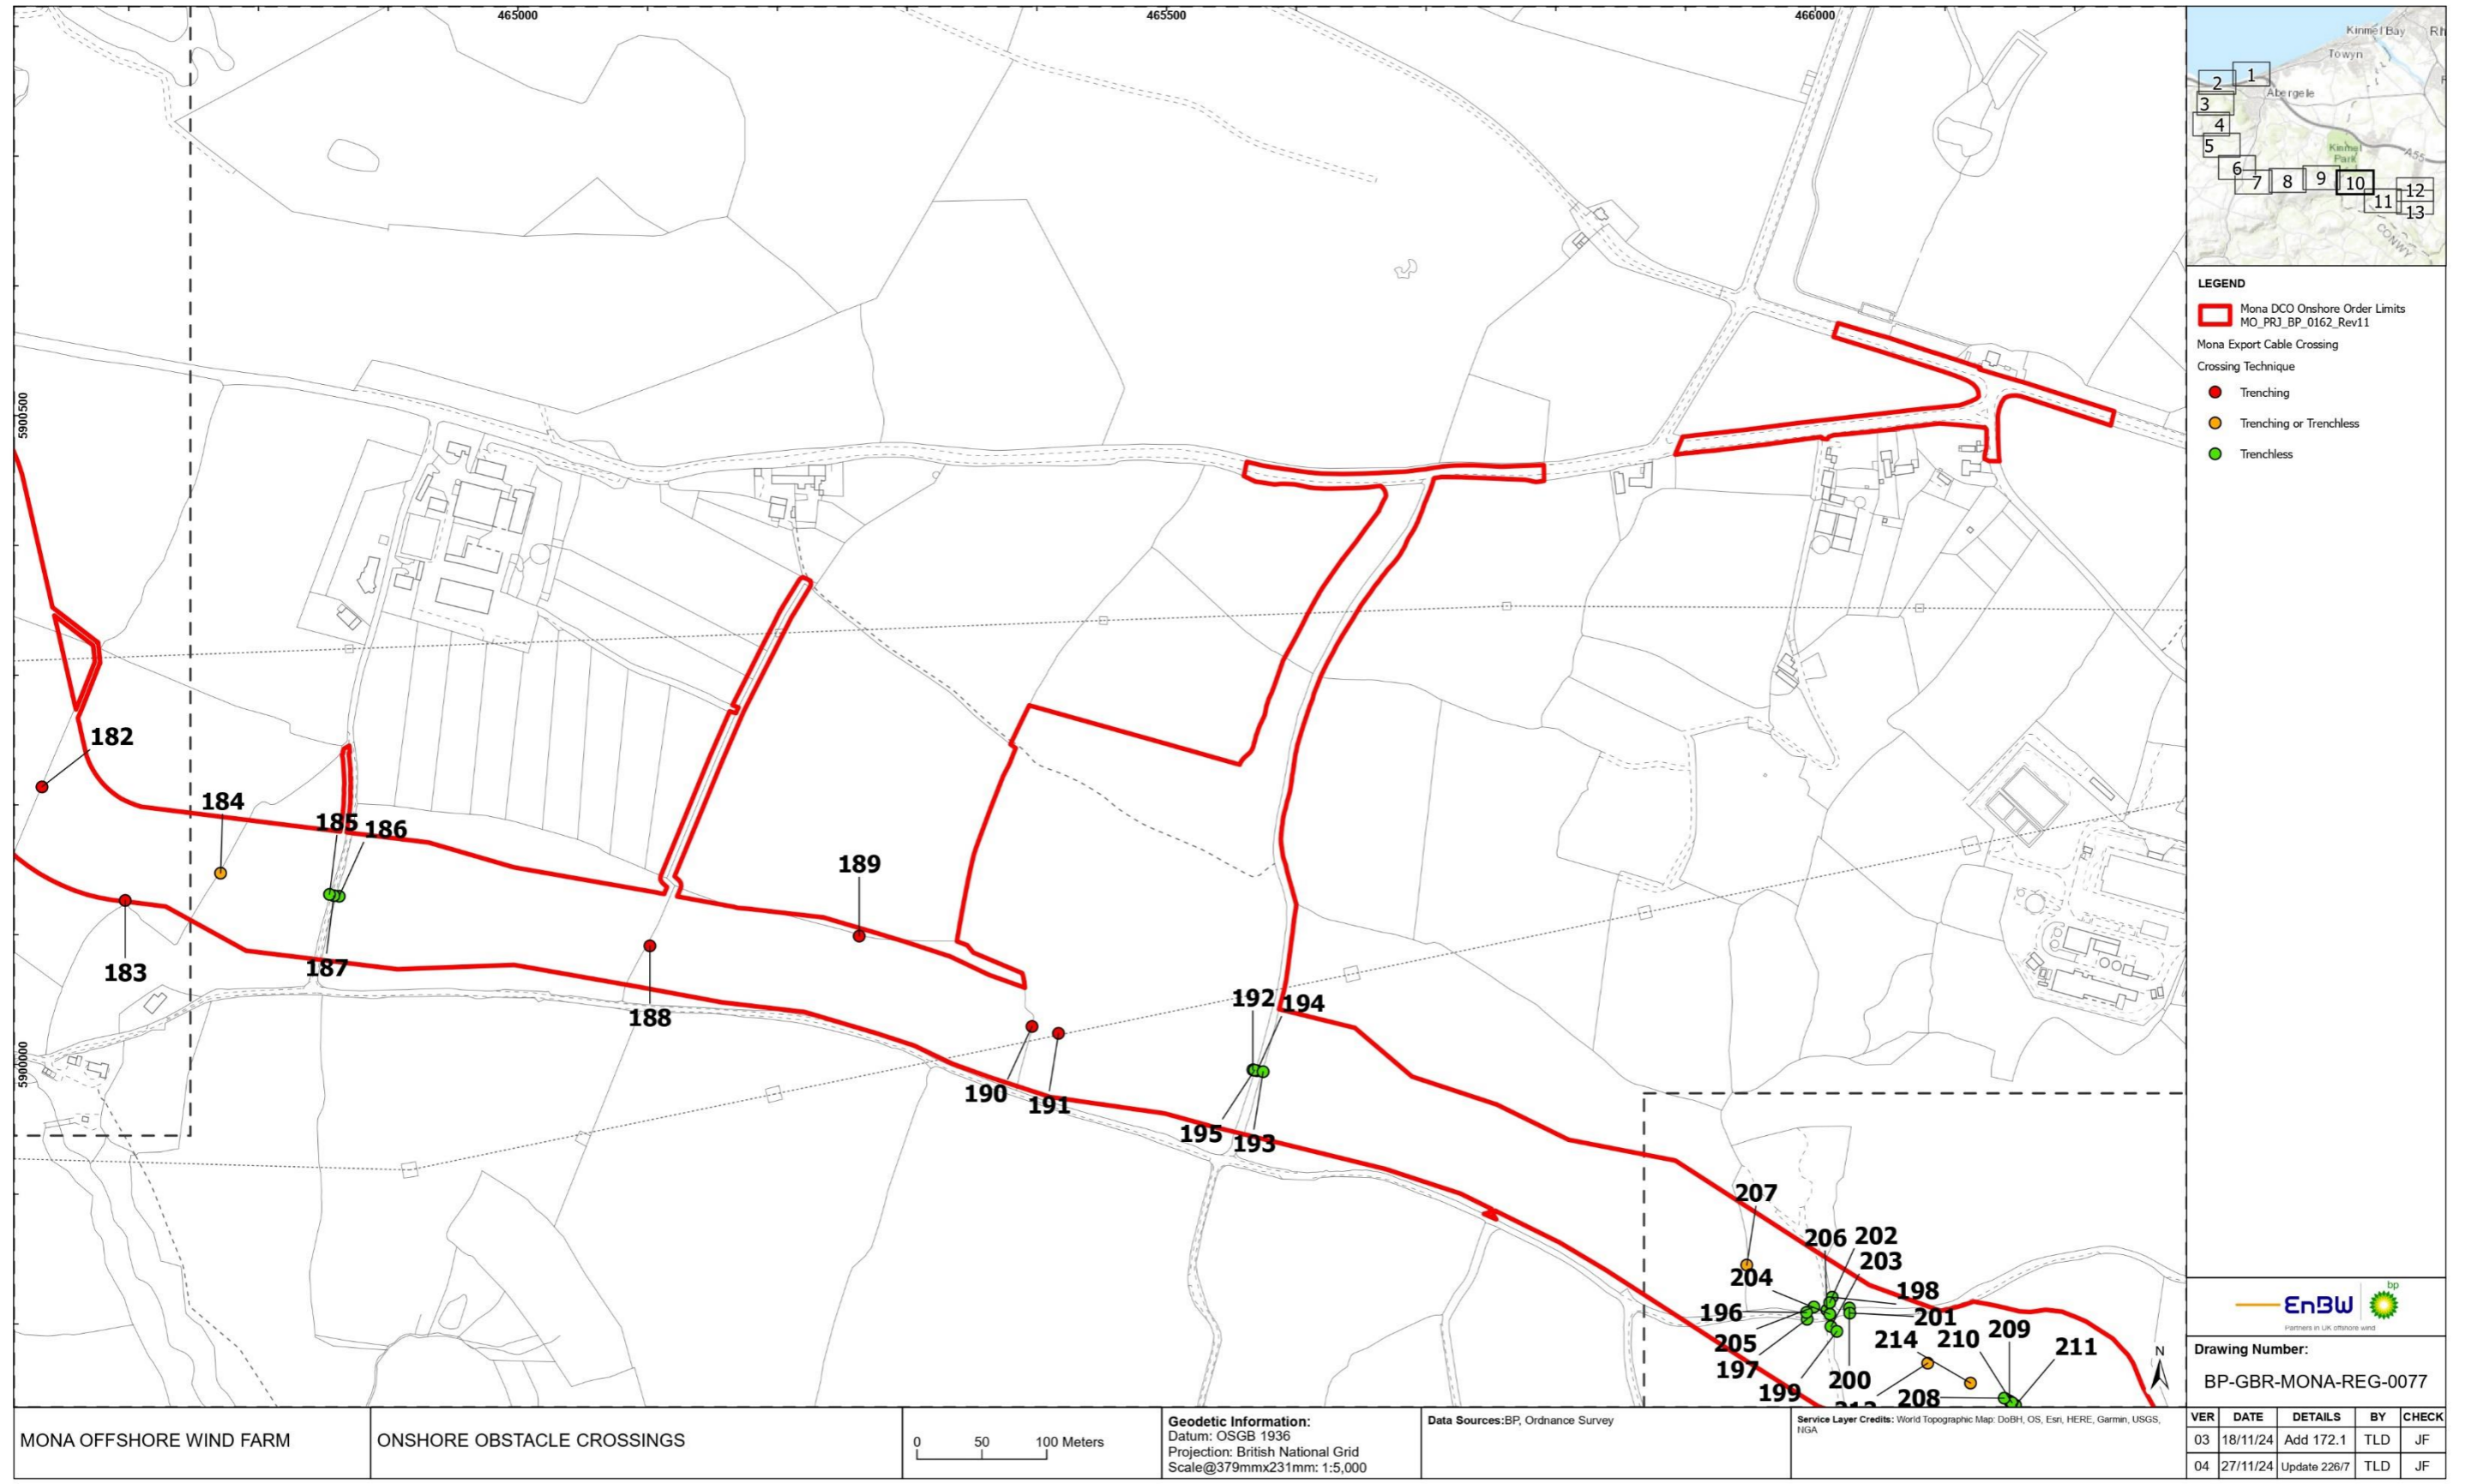 465000
465500
466000
5900500
5900000
182
184
185
186
189
183
187
188
192
194
190
191
195
193
207
206
202
203
204
198
196
201
205
209
214
210
211
197
200
199
208
Kinmel Bay
Rh
Towyn
2
1
Abergele
3
4
5
Kinmel
Park
A55
6
7
8
9
10
11
12
13
CONWY
LEGEND
Mona DCO Onshore Order Limits
MO_PRJ_BP_0162_Rev11
Mona Export Cable Crossing
Crossing Technique
Trenching
Trenching or Trenchless
Trenchless
EnBW
bp
Partners in UK offshore wind
N
Drawing Number:
BP-GBR-MONA-REG-0077
VER DATE DETAILS BY CHECK
03 18/11/24 Add 172.1 TLD JF
04 27/11/24 Update 226/7 TLD JF
MONA OFFSHORE WIND FARM
ONSHORE OBSTACLE CROSSINGS
0 50 100 Meters
Geodetic Information:
Datum: OSGB 1936
Projection: British National Grid
Scale@379mmx231mm: 1:5,000
Data Sources:BP, Ordnance Survey
Service Layer Credits: World Topographic Map: DoBH, OS, Esri, HERE, Garmin, USGS,
NGA